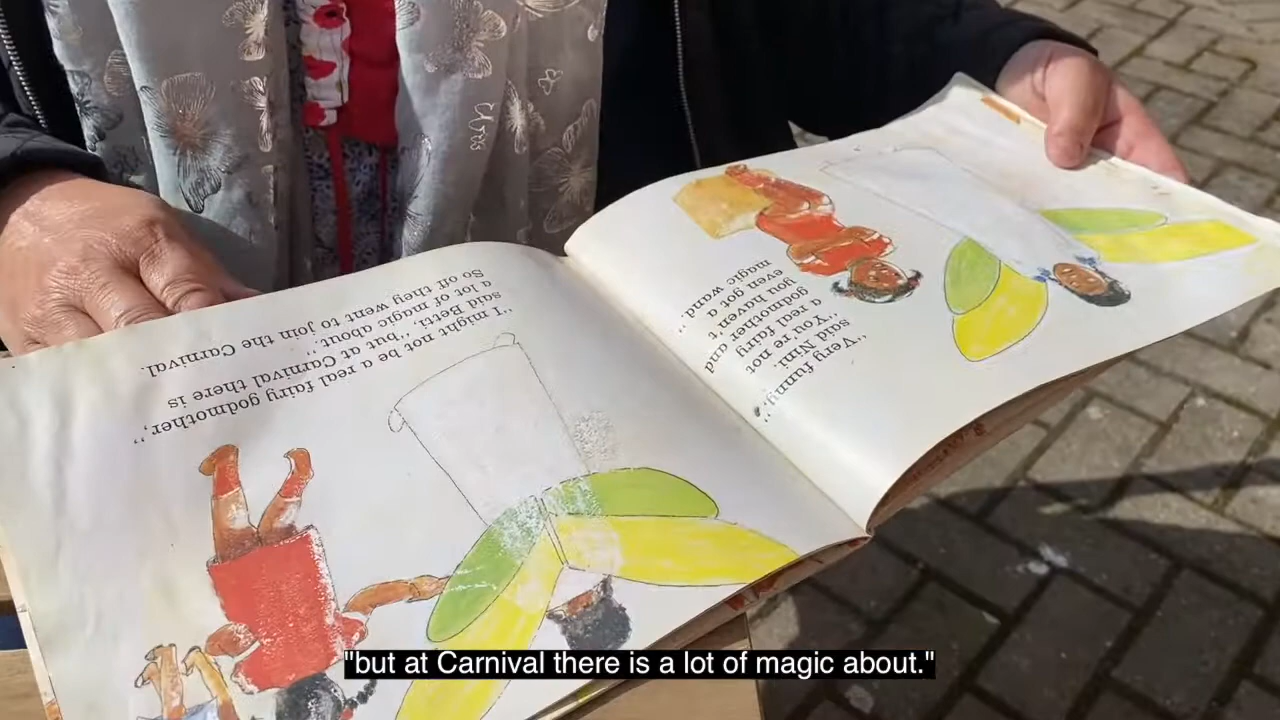 "Very funny,"
said Nim.
"You're not
a real fairy
godmother and
you haven't
even got a
magic wand."
"I might not be a real fairy godmother,"
said Betti, "but at Carnival there is
a lot of magic about."
So off they went to join the Carnival.
"but at Carnival there is a lot of magic about."